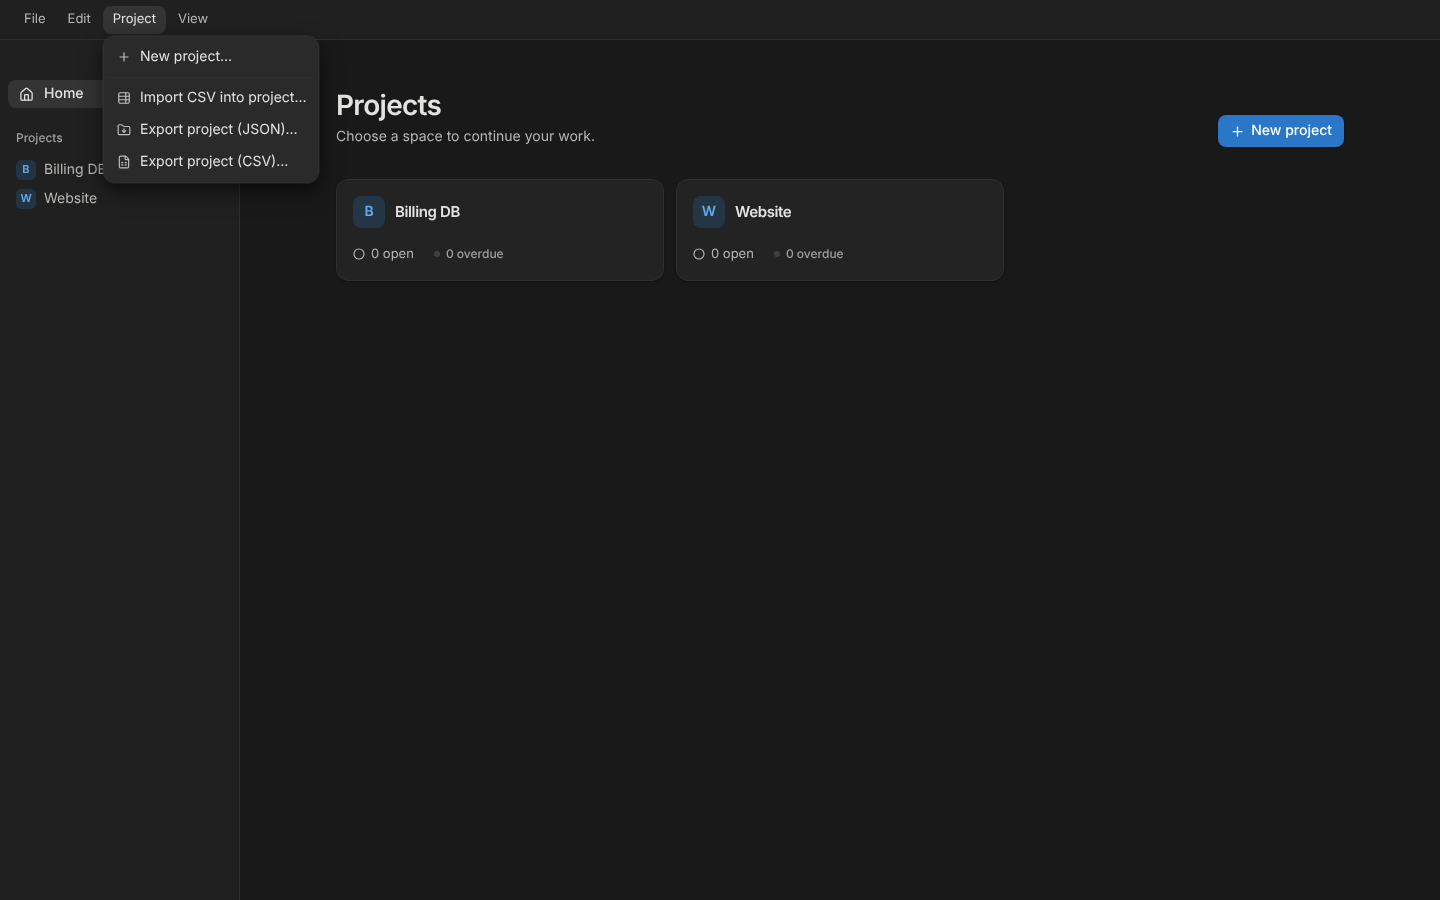 File Edit Project View
New project...
Import CSV into project...
Export project (JSON)...
Export project (CSV)...
Home
Projects
B Billing DB
W Website
Projects
Choose a space to continue your work.
New project
B Billing DB
0 open 0 overdue
W Website
0 open 0 overdue